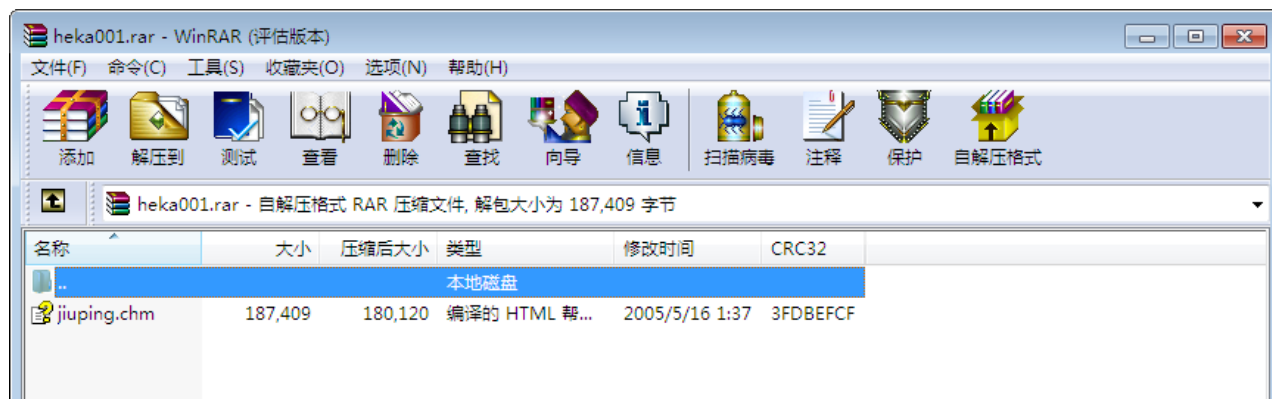 heka001.rar - WinRAR (评估版本)
文件(F) 命令(C) 工具(S) 收藏夹(O) 选项(N) 帮助(H)
添加 解压到 测试 查看 删除 查找 向导 信息 扫描病毒 注释 保护 自解压格式
heka001.rar - 自解压格式 RAR 压缩文件, 解包大小为 187,409 字节
名称 大小 压缩后大小 类型 修改时间 CRC32
.. 本地磁盘
jiuping.chm 187,409 180,120 编译的 HTML 帮... 2005/5/16 1:37 3FDBEFCF